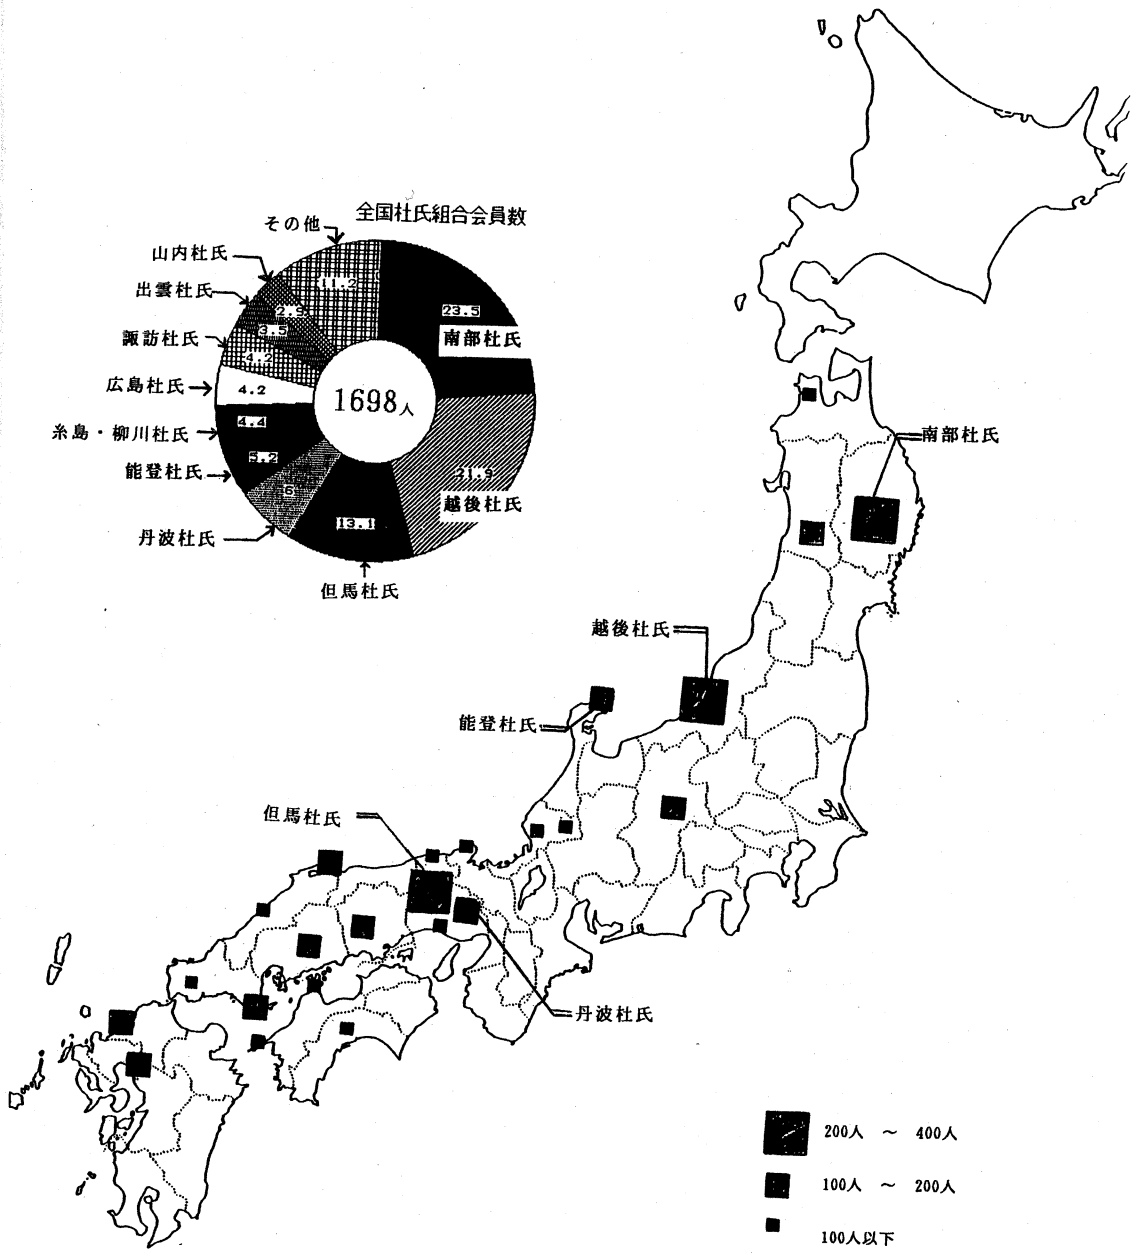 全国杜氏組合会員数
その他
山内杜氏
出雲杜氏
諏訪杜氏
広島杜氏
糸島・柳川杜氏
能登杜氏
丹波杜氏
但馬杜氏
11.2
2.9
3.5
4.2
4.2
4.4
5.2
6
13.1
21.9
越後杜氏
23.5
南部杜氏
1698人
南部杜氏
越後杜氏
能登杜氏
但馬杜氏
丹波杜氏
200人 ～ 400人
100人 ～ 200人
100人以下